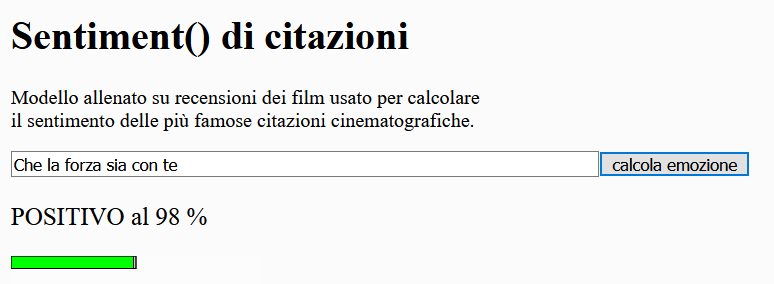 Sentiment() di citazioni
Modello allenato su recensioni dei film usato per calcolare
il sentimento delle più famose citazioni cinematografiche.
Che la forza sia con te
calcola emozione
POSITIVO al 98 %